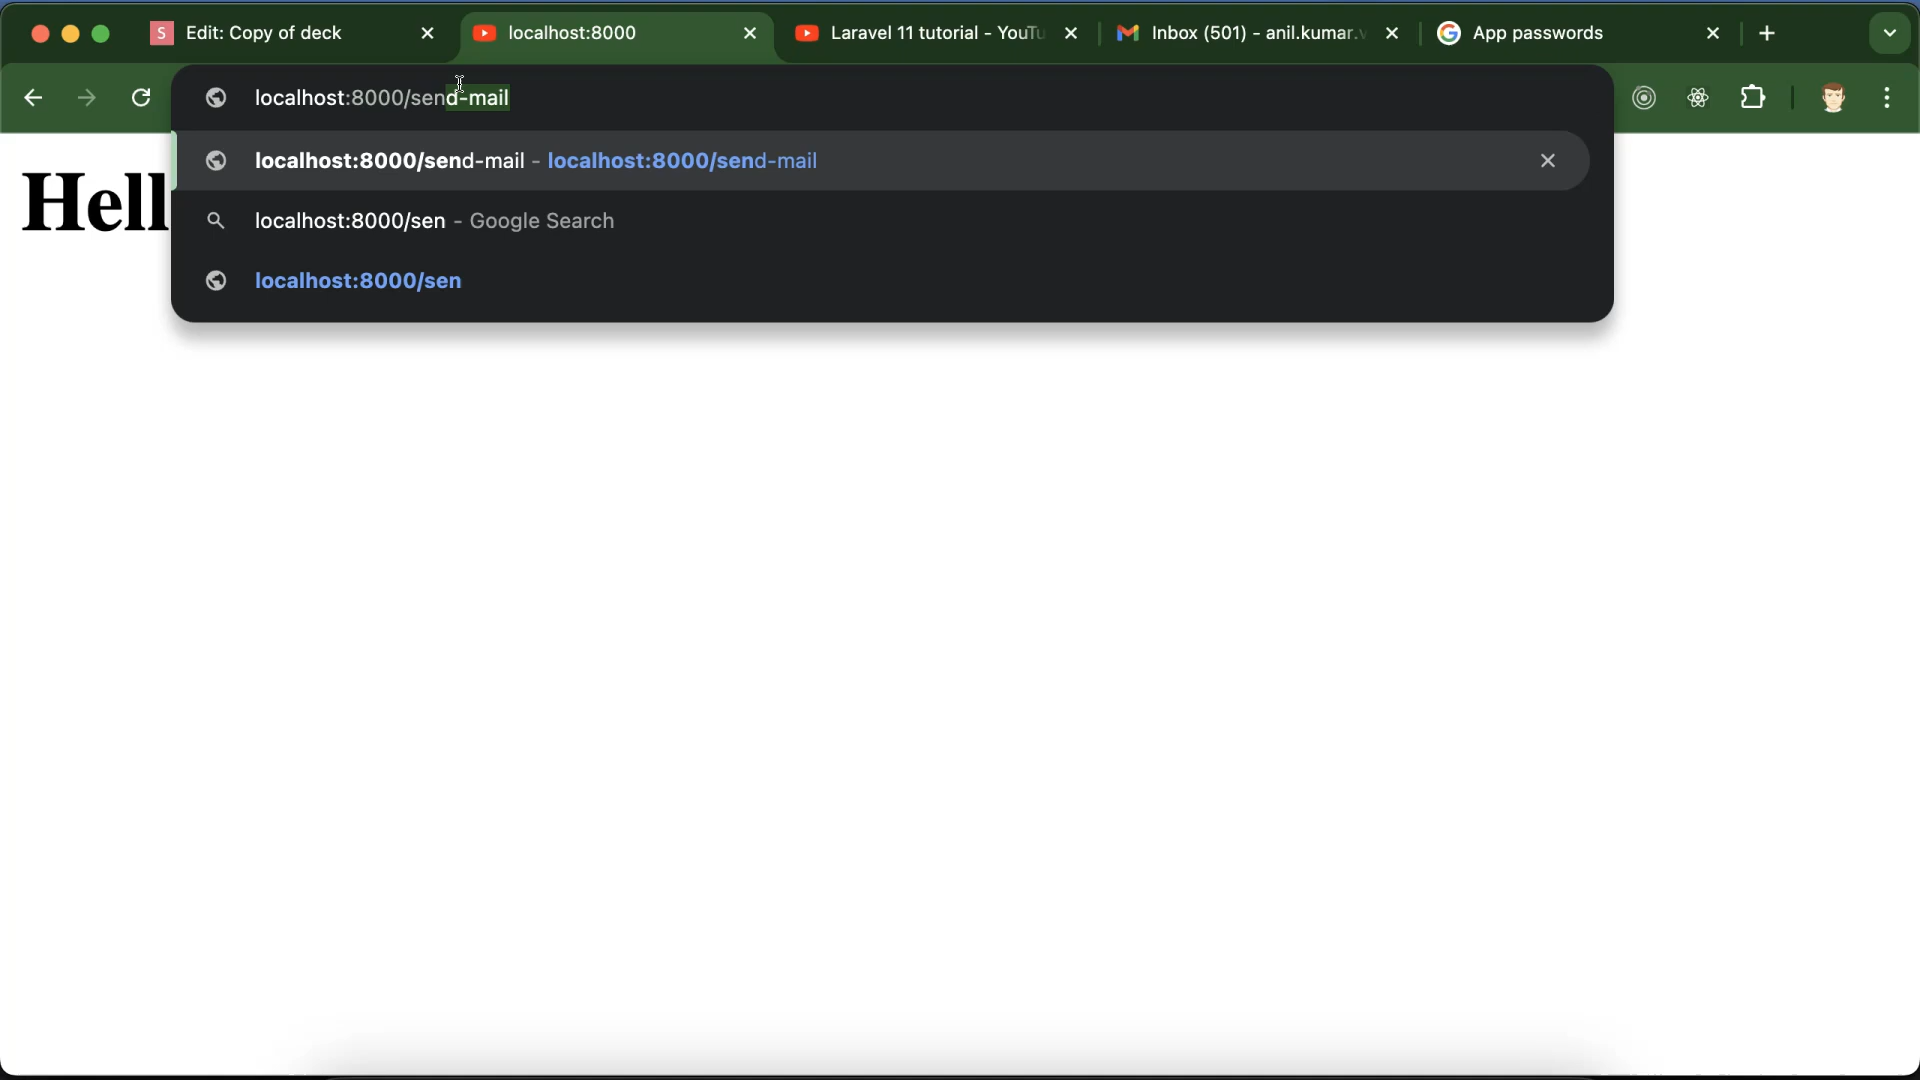 S Edit: Copy of deck
localhost:8000
Laravel 11 tutorial - YouTu
Inbox (501) - anil.kumar.v
App passwords
localhost:8000/send-mail
localhost:8000/send-mail - localhost:8000/send-mail
localhost:8000/sen - Google Search
localhost:8000/sen
Hell